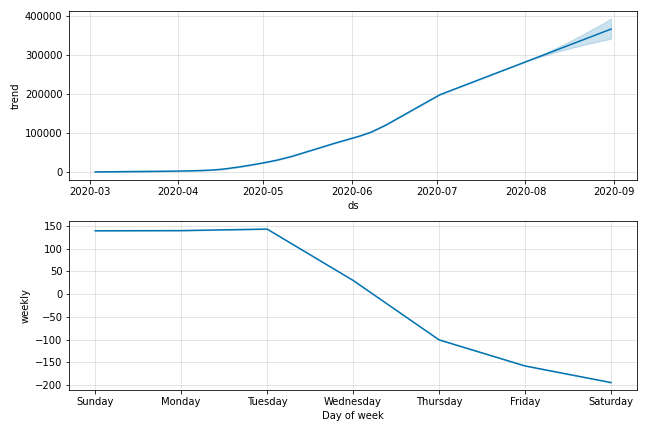 400000
300000
200000
100000
0
trend
2020-03 2020-04 2020-05 2020-06 2020-07 2020-08 2020-09
ds
150
100
50
0
−50
−100
−150
−200
weekly
Sunday Monday Tuesday Wednesday Thursday Friday Saturday
Day of week